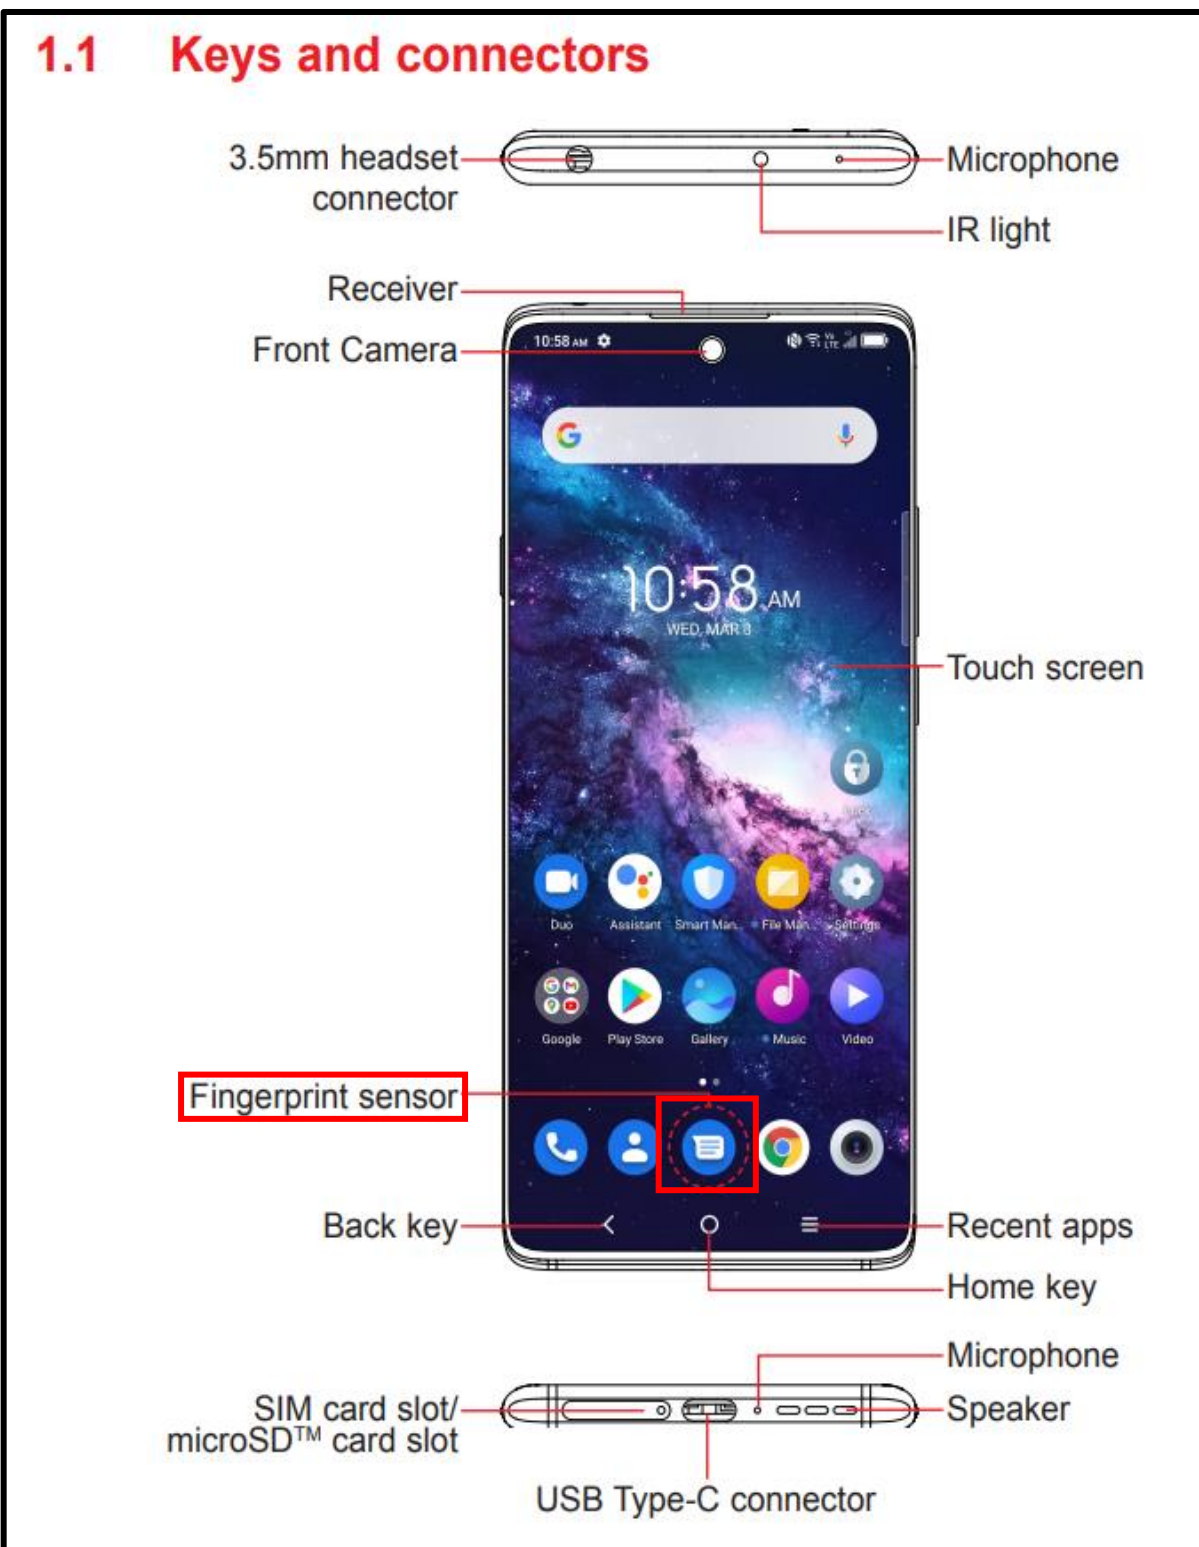 1.1 Keys and connectors
3.5mm headset
connector
Microphone
IR light
Receiver
Front Camera
10:58 AM
Vo
LTE
10:58 AM
WED, MAR 3
Touch screen
Duo Assistant Smart Man.. File Man.. Settings
Google Play Store Gallery Music Video
Fingerprint sensor
Back key
Recent apps
Home key
Microphone
SIM card slot/
microSD™ card slot
Speaker
USB Type-C connector